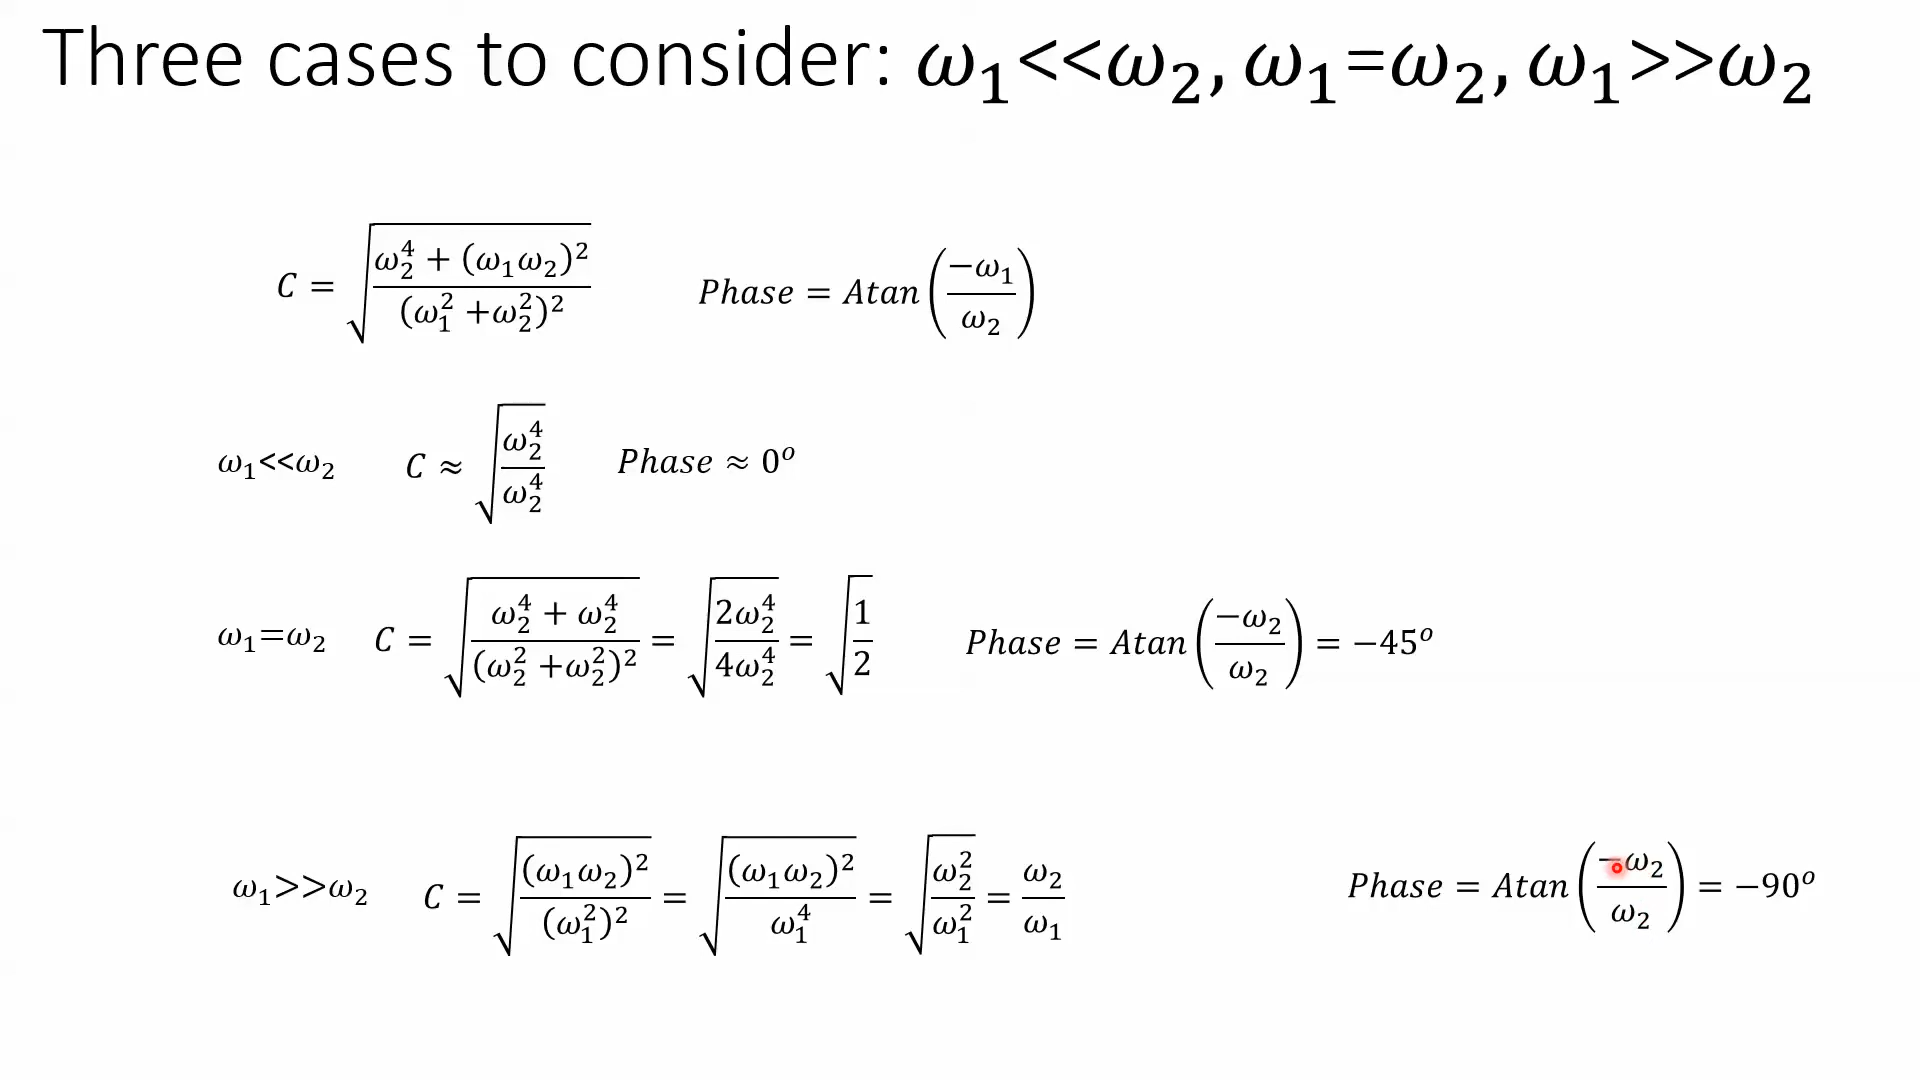 Three cases to consider: ω₁<<ω₂, ω₁=ω₂, ω₁>>ω₂
C = √((ω₂⁴ + (ω₁ω₂)²)/((ω₁² +ω₂²)²)) Phase = Atan(−ω₁/ω₂)
ω₁<<ω₂ C ≈ √(ω₂⁴/ω₂⁴) Phase ≈ 0ᵒ
ω₁=ω₂ C = √((ω₂⁴ + ω₂⁴)/((ω₂² +ω₂²)²)) = √(2ω₂⁴/4ω₂⁴) = √(1/2) Phase = Atan(−ω₂/ω₂) = −45ᵒ
ω₁>>ω₂ C = √((ω₁ω₂)²/(ω₁²)²) = √((ω₁ω₂)²/ω₁⁴) = √(ω₂²/ω₁²) = ω₂/ω₁ Phase = Atan(−ω₂/ω₂) = −90ᵒ